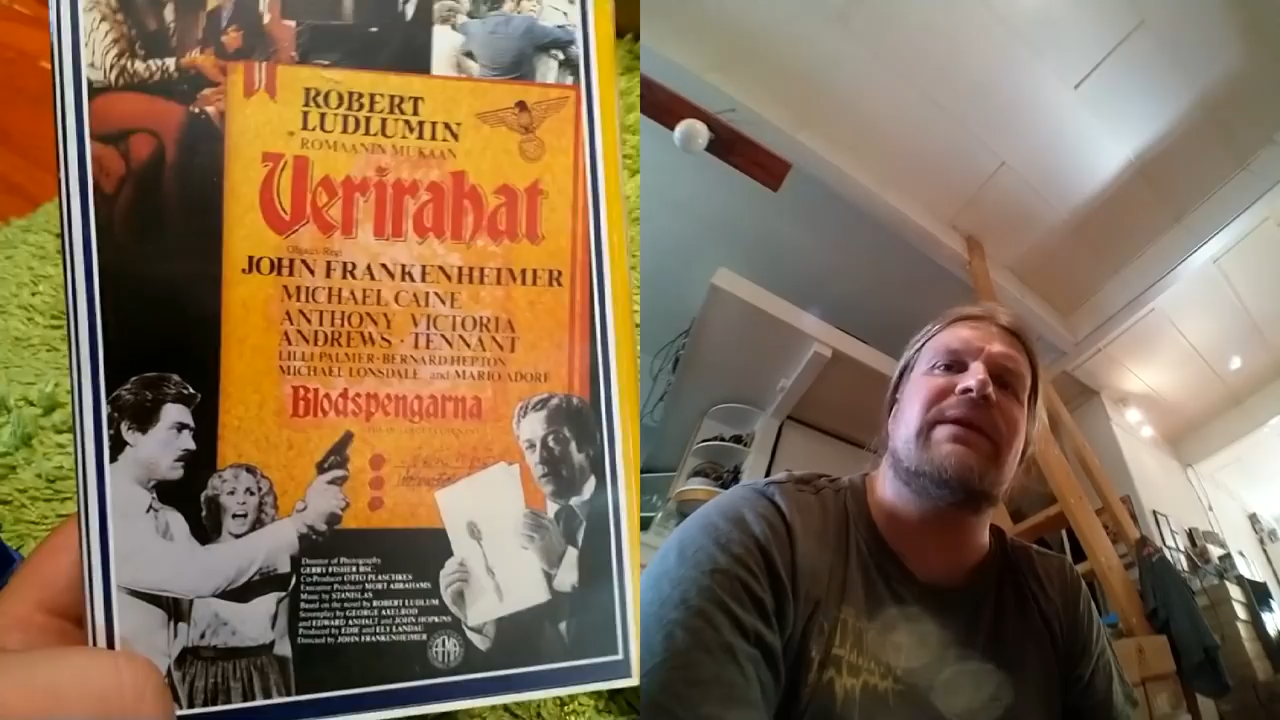 ROBERT
LUDLUMIN
ROMAANIN MUKAAN
Verirahat
Ohjaus-Regi
JOHN FRANKENHEIMER
MICHAEL CAINE
ANTHONY VICTORIA
ANDREWS · TENNANT
LILLI PALMER · BERNARD HEPTON
MICHAEL LONSDALE and MARIO ADORF
Blodspengarna
Director of Photography
GERRY FISHER BSC.
Co-Producer OTTO PLASCHKES
Executive Producer MORT ABRAHAMS
Music by STANISLAS
Based on the novel by ROBERT LUDLUM
Screenplay by GEORGE AXELROD
and EDWARD ANHALT and JOHN HOPKINS
Produced by EDIE and ELY LANDAU
Directed by JOHN FRANKENHEIMER